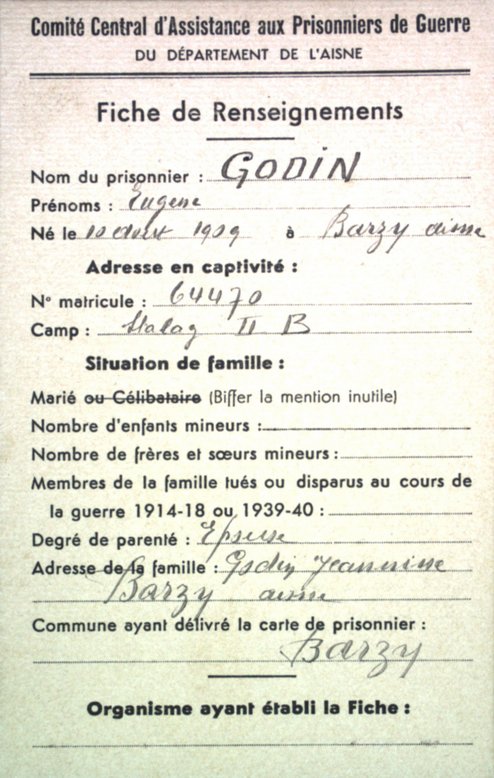 Comité Central d'Assistance aux Prisonniers de Guerre
DU DÉPARTEMENT DE L'AISNE
Fiche de Renseignements
Nom du prisonnier : GODIN
Prénoms : Eugene
Né le 10 août 1909 à Barzy aisne
Adresse en captivité :
N° matricule : 64470
Camp : Stalag II B
Situation de famille :
Marié ou Célibataire (Biffer la mention inutile)
Nombre d'enfants mineurs :
Nombre de frères et sœurs mineurs :
Membres de la famille tués ou disparus au cours de
la guerre 1914-18 ou 1939-40 :
Degré de parenté : Epouse
Adresse de la famille : Godin Jeannine
Barzy aisne
Commune ayant délivré la carte de prisonnier :
Barzy
Organisme ayant établi la Fiche :